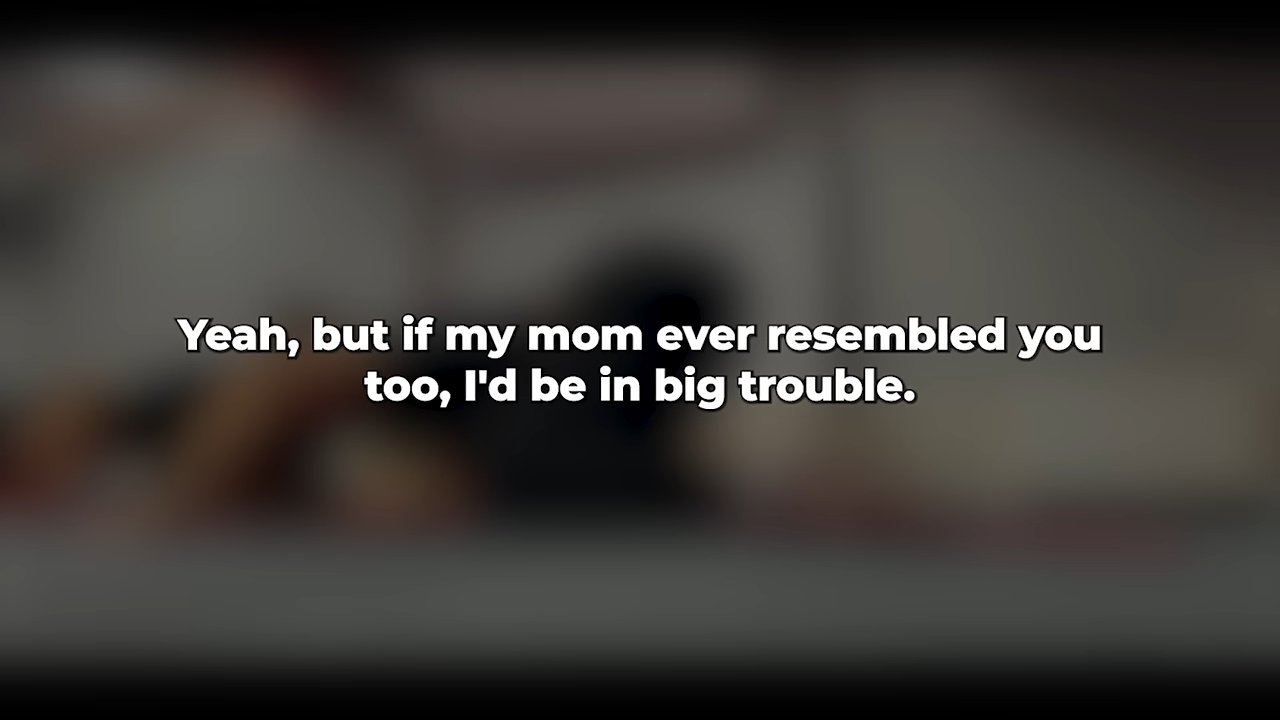 Yeah, but if my mom ever resembled you
too, I'd be in big trouble.